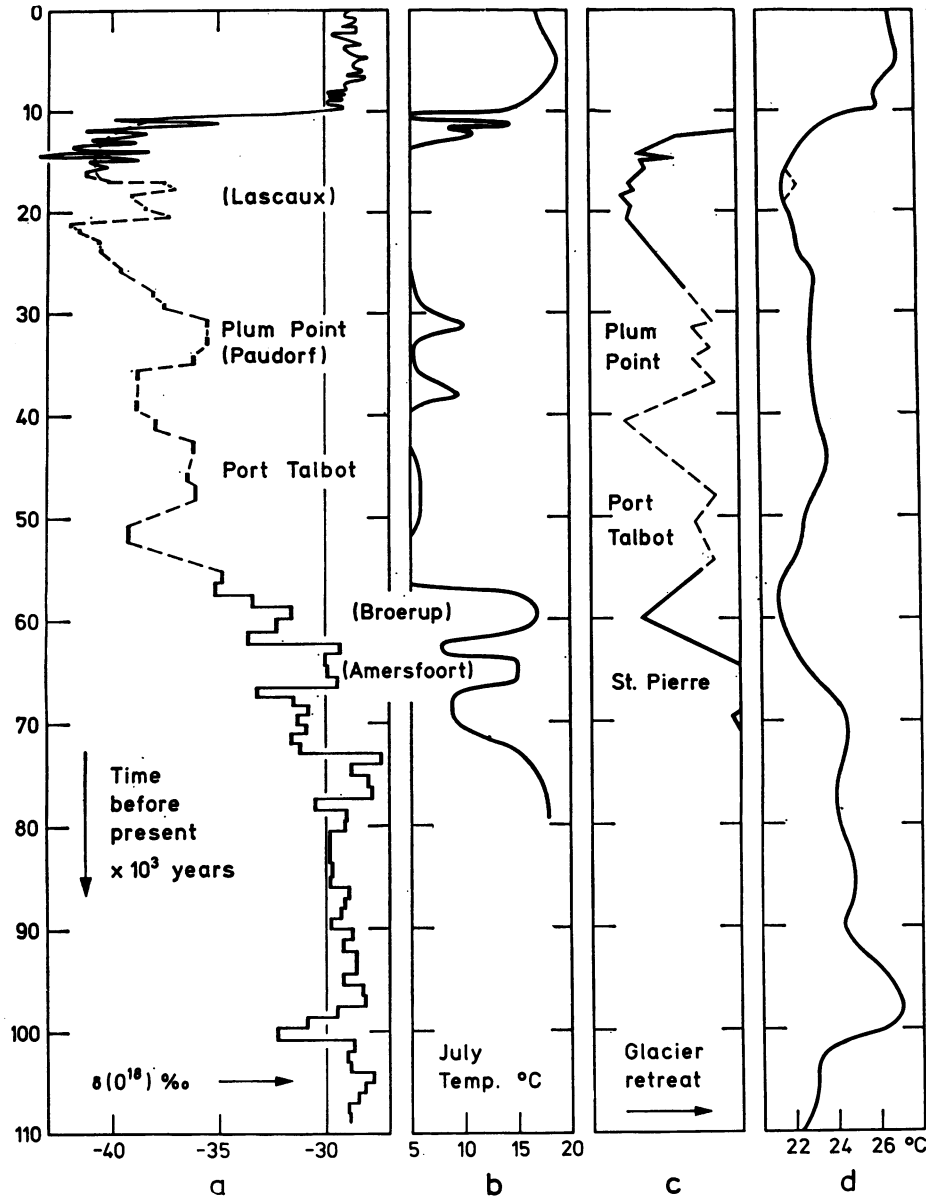 0
10
20
30
40
50
60
70
80
90
100
110
(Lascaux)
Plum Point
(Paudorf)
Port Talbot
(Broerup)
(Amersfoort)
Time
before
present
x 10³ years
δ(O¹⁸) ‰
-40
-35
-30
a
July
Temp. °C
5
10
15
20
b
Plum
Point
Port
Talbot
St. Pierre
Glacier
retreat
c
22
24
26
°C
d